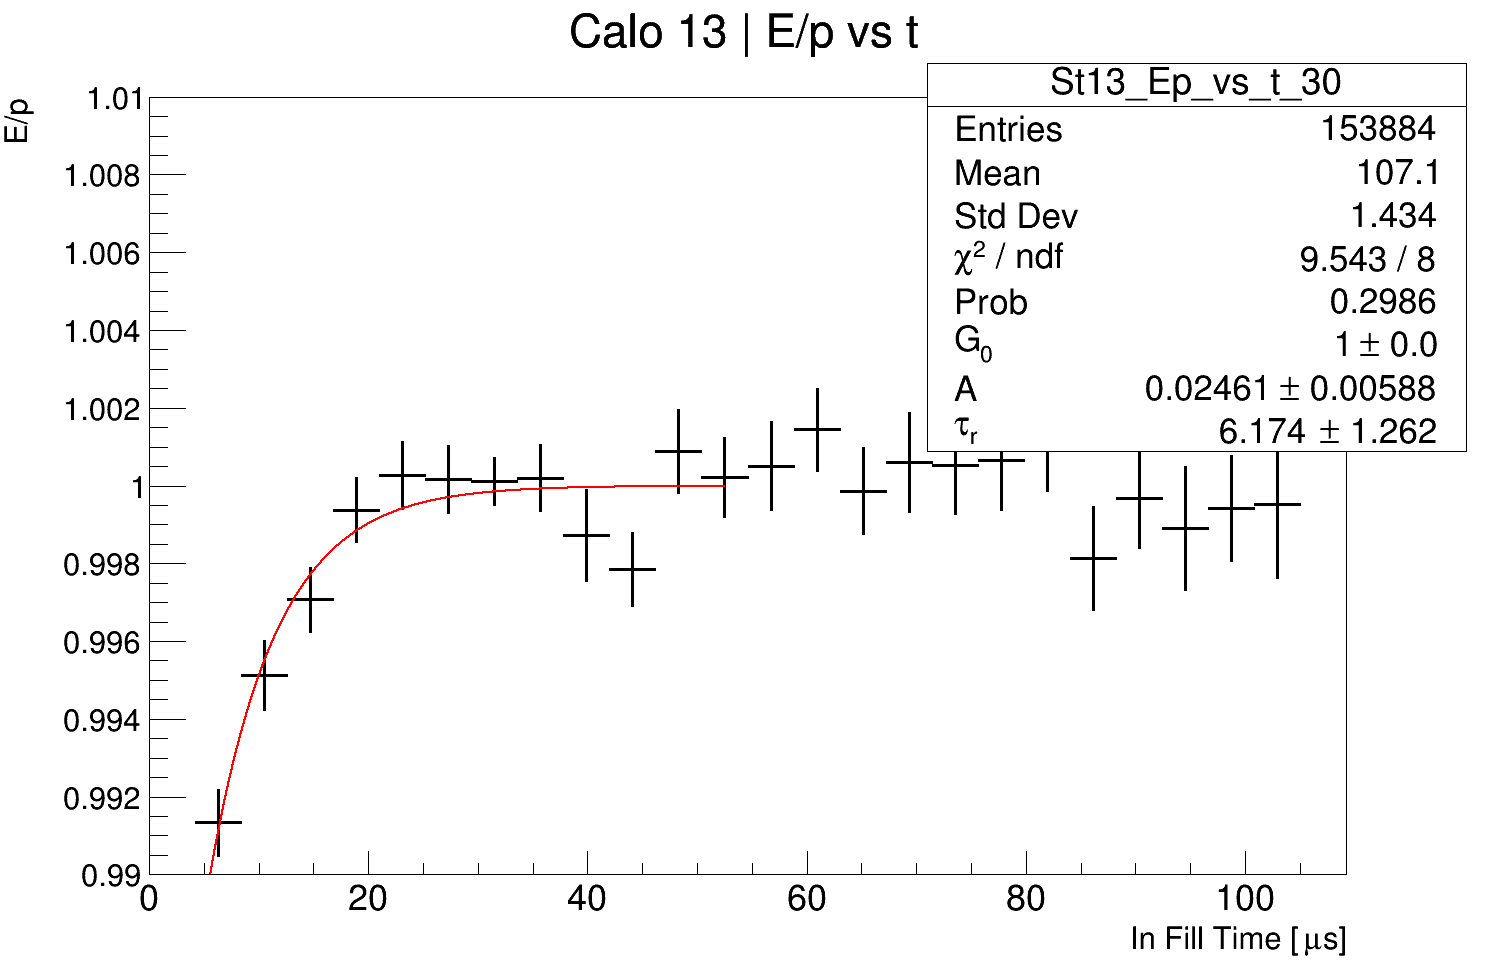 Calo 13 | E/p vs t
E/p
St13_Ep_vs_t_30
Entries 153884
Mean 107.1
Std Dev 1.434
χ² / ndf 9.543 / 8
Prob 0.2986
G₀ 1 ± 0.0
A 0.02461 ± 0.00588
τᵣ 6.174 ± 1.262
1.01
1.008
1.006
1.004
1.002
1
0.998
0.996
0.994
0.992
0.99
0 20 40 60 80 100
In Fill Time [μs]